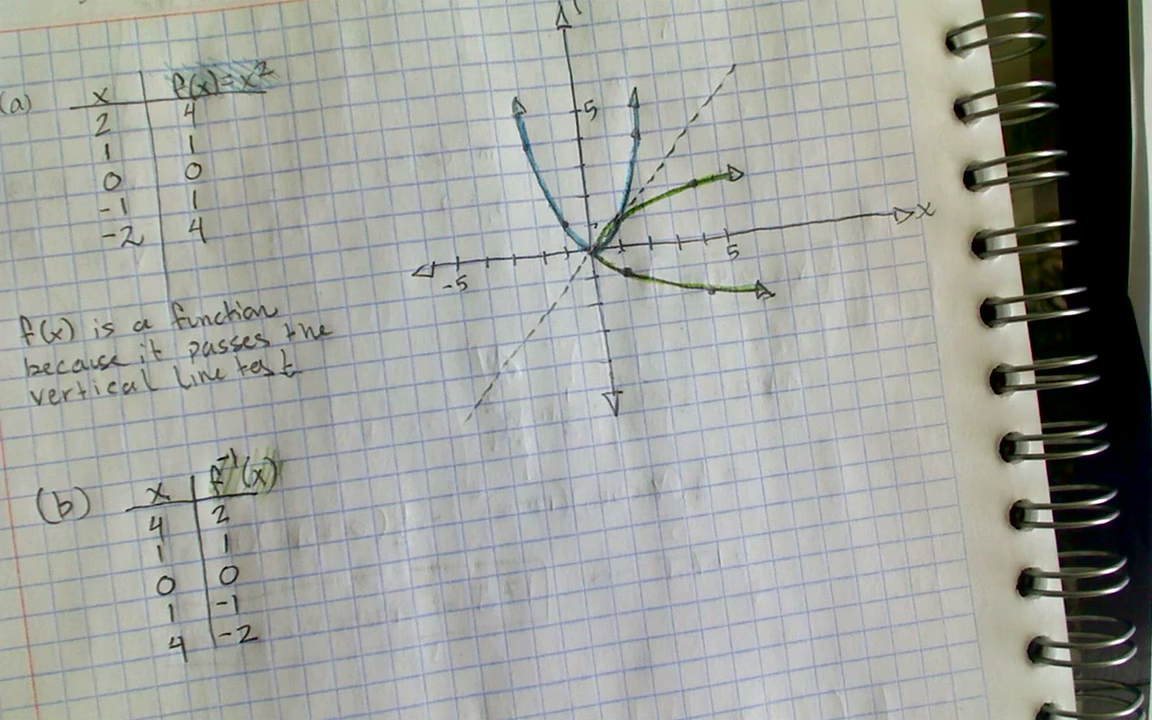 (a)
x f(x)=x²
2 4
1 1
0 0
-1 1
-2 4
f(x) is a function
because it passes the
vertical line test
5
x
5
-5
(b)
x f⁻¹(x)
4 2
1 1
0 0
1 -1
4 -2